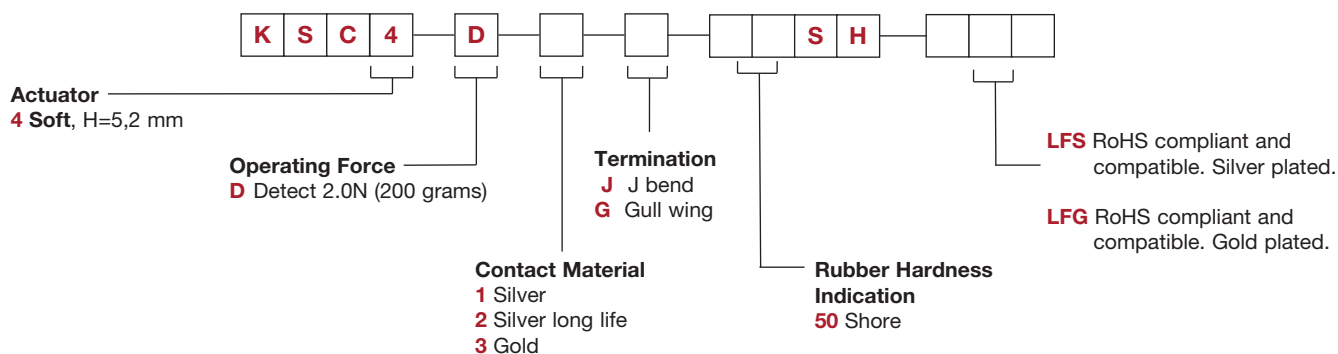 K S C 4 D S H
Actuator
4 Soft, H=5,2 mm
Operating Force
D Detect 2.0N (200 grams)
Contact Material
1 Silver
2 Silver long life
3 Gold
Termination
J J bend
G Gull wing
Rubber Hardness
Indication
50 Shore
LFS RoHS compliant and
compatible. Silver plated.
LFG RoHS compliant and
compatible. Gold plated.